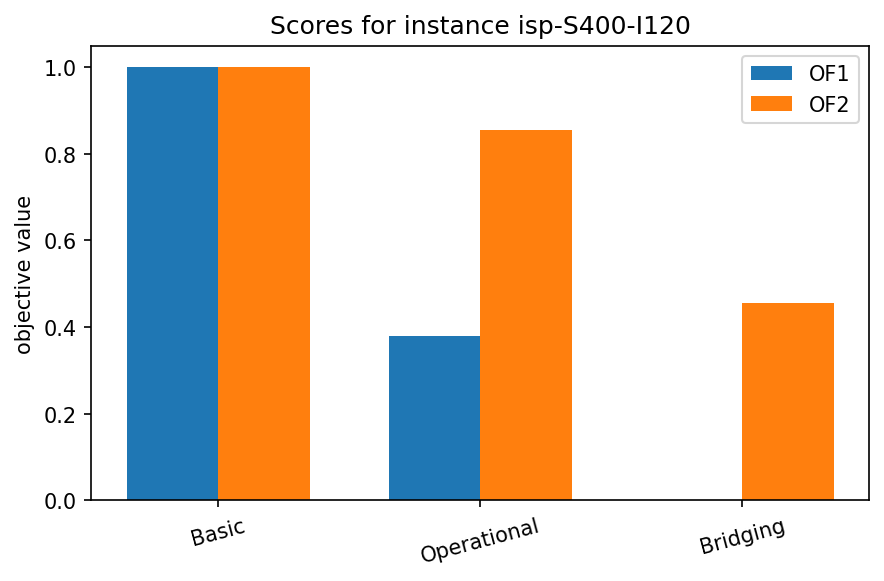 Scores for instance isp-S400-I120
OF1
OF2
objective value
1.0
0.8
0.6
0.4
0.2
0.0
Basic
Operational
Bridging